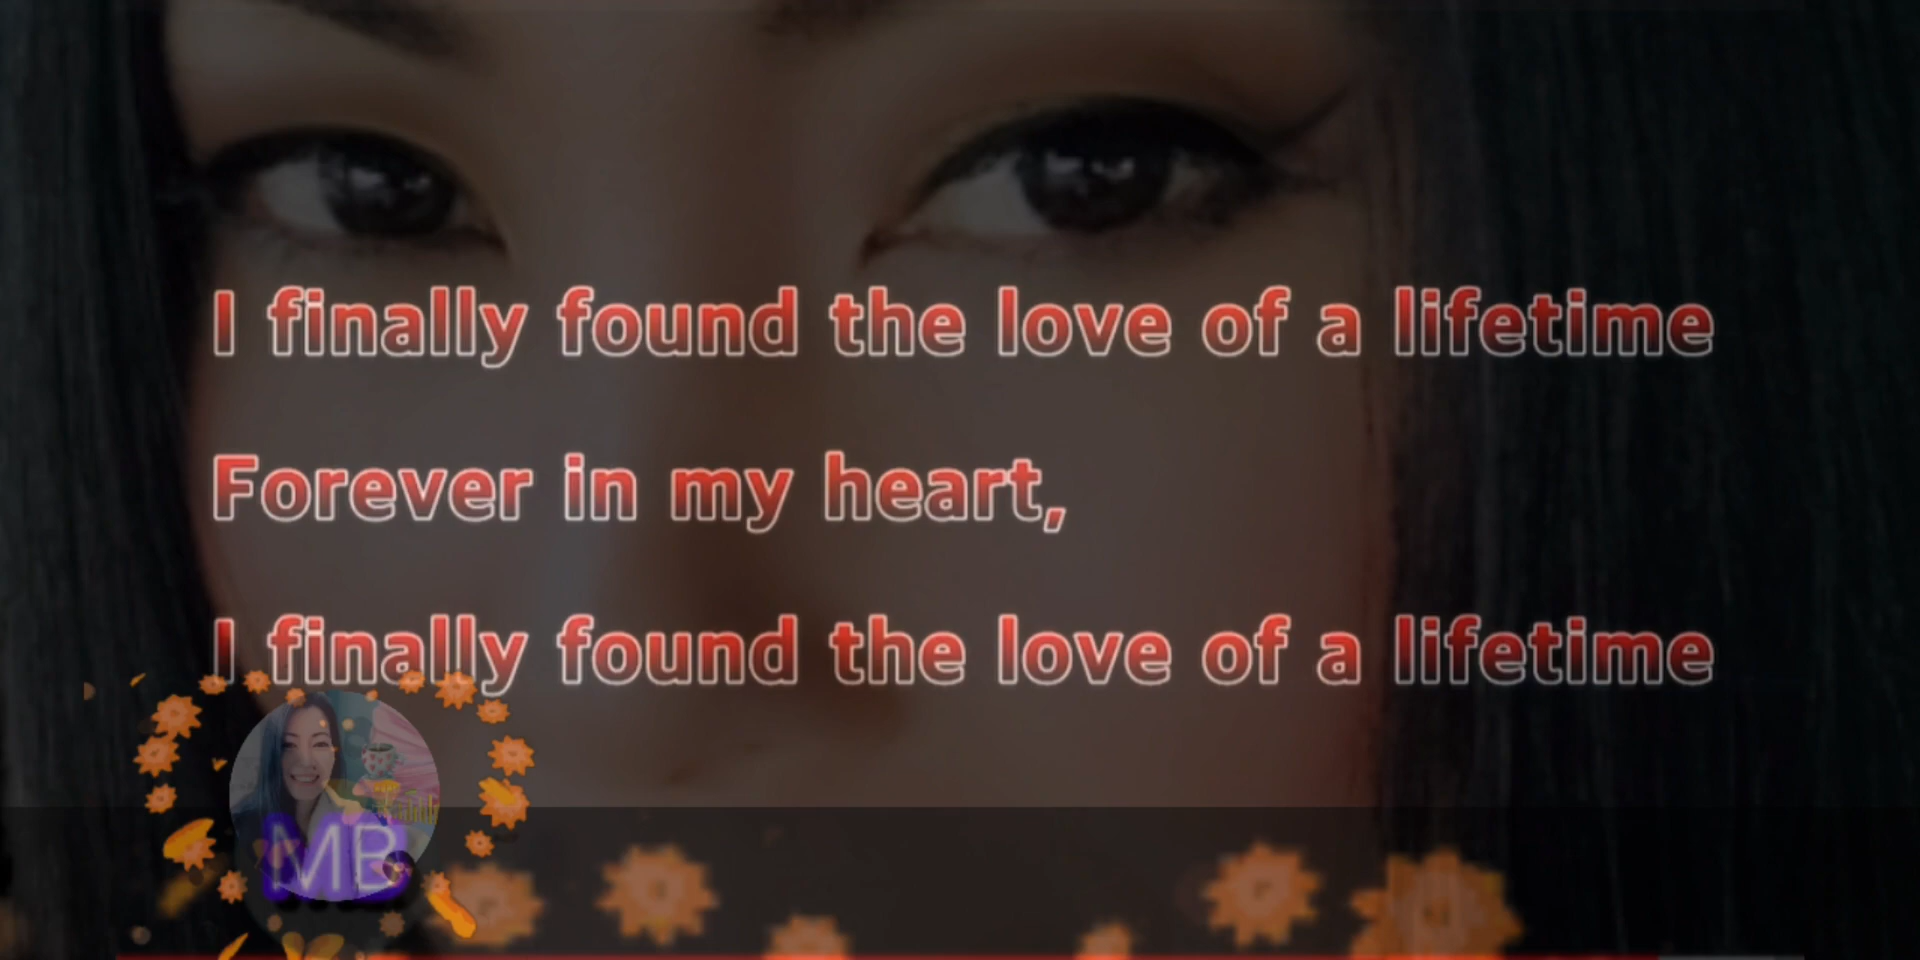 I finally found the love of a lifetime
Forever in my heart,
I finally found the love of a lifetime
MB